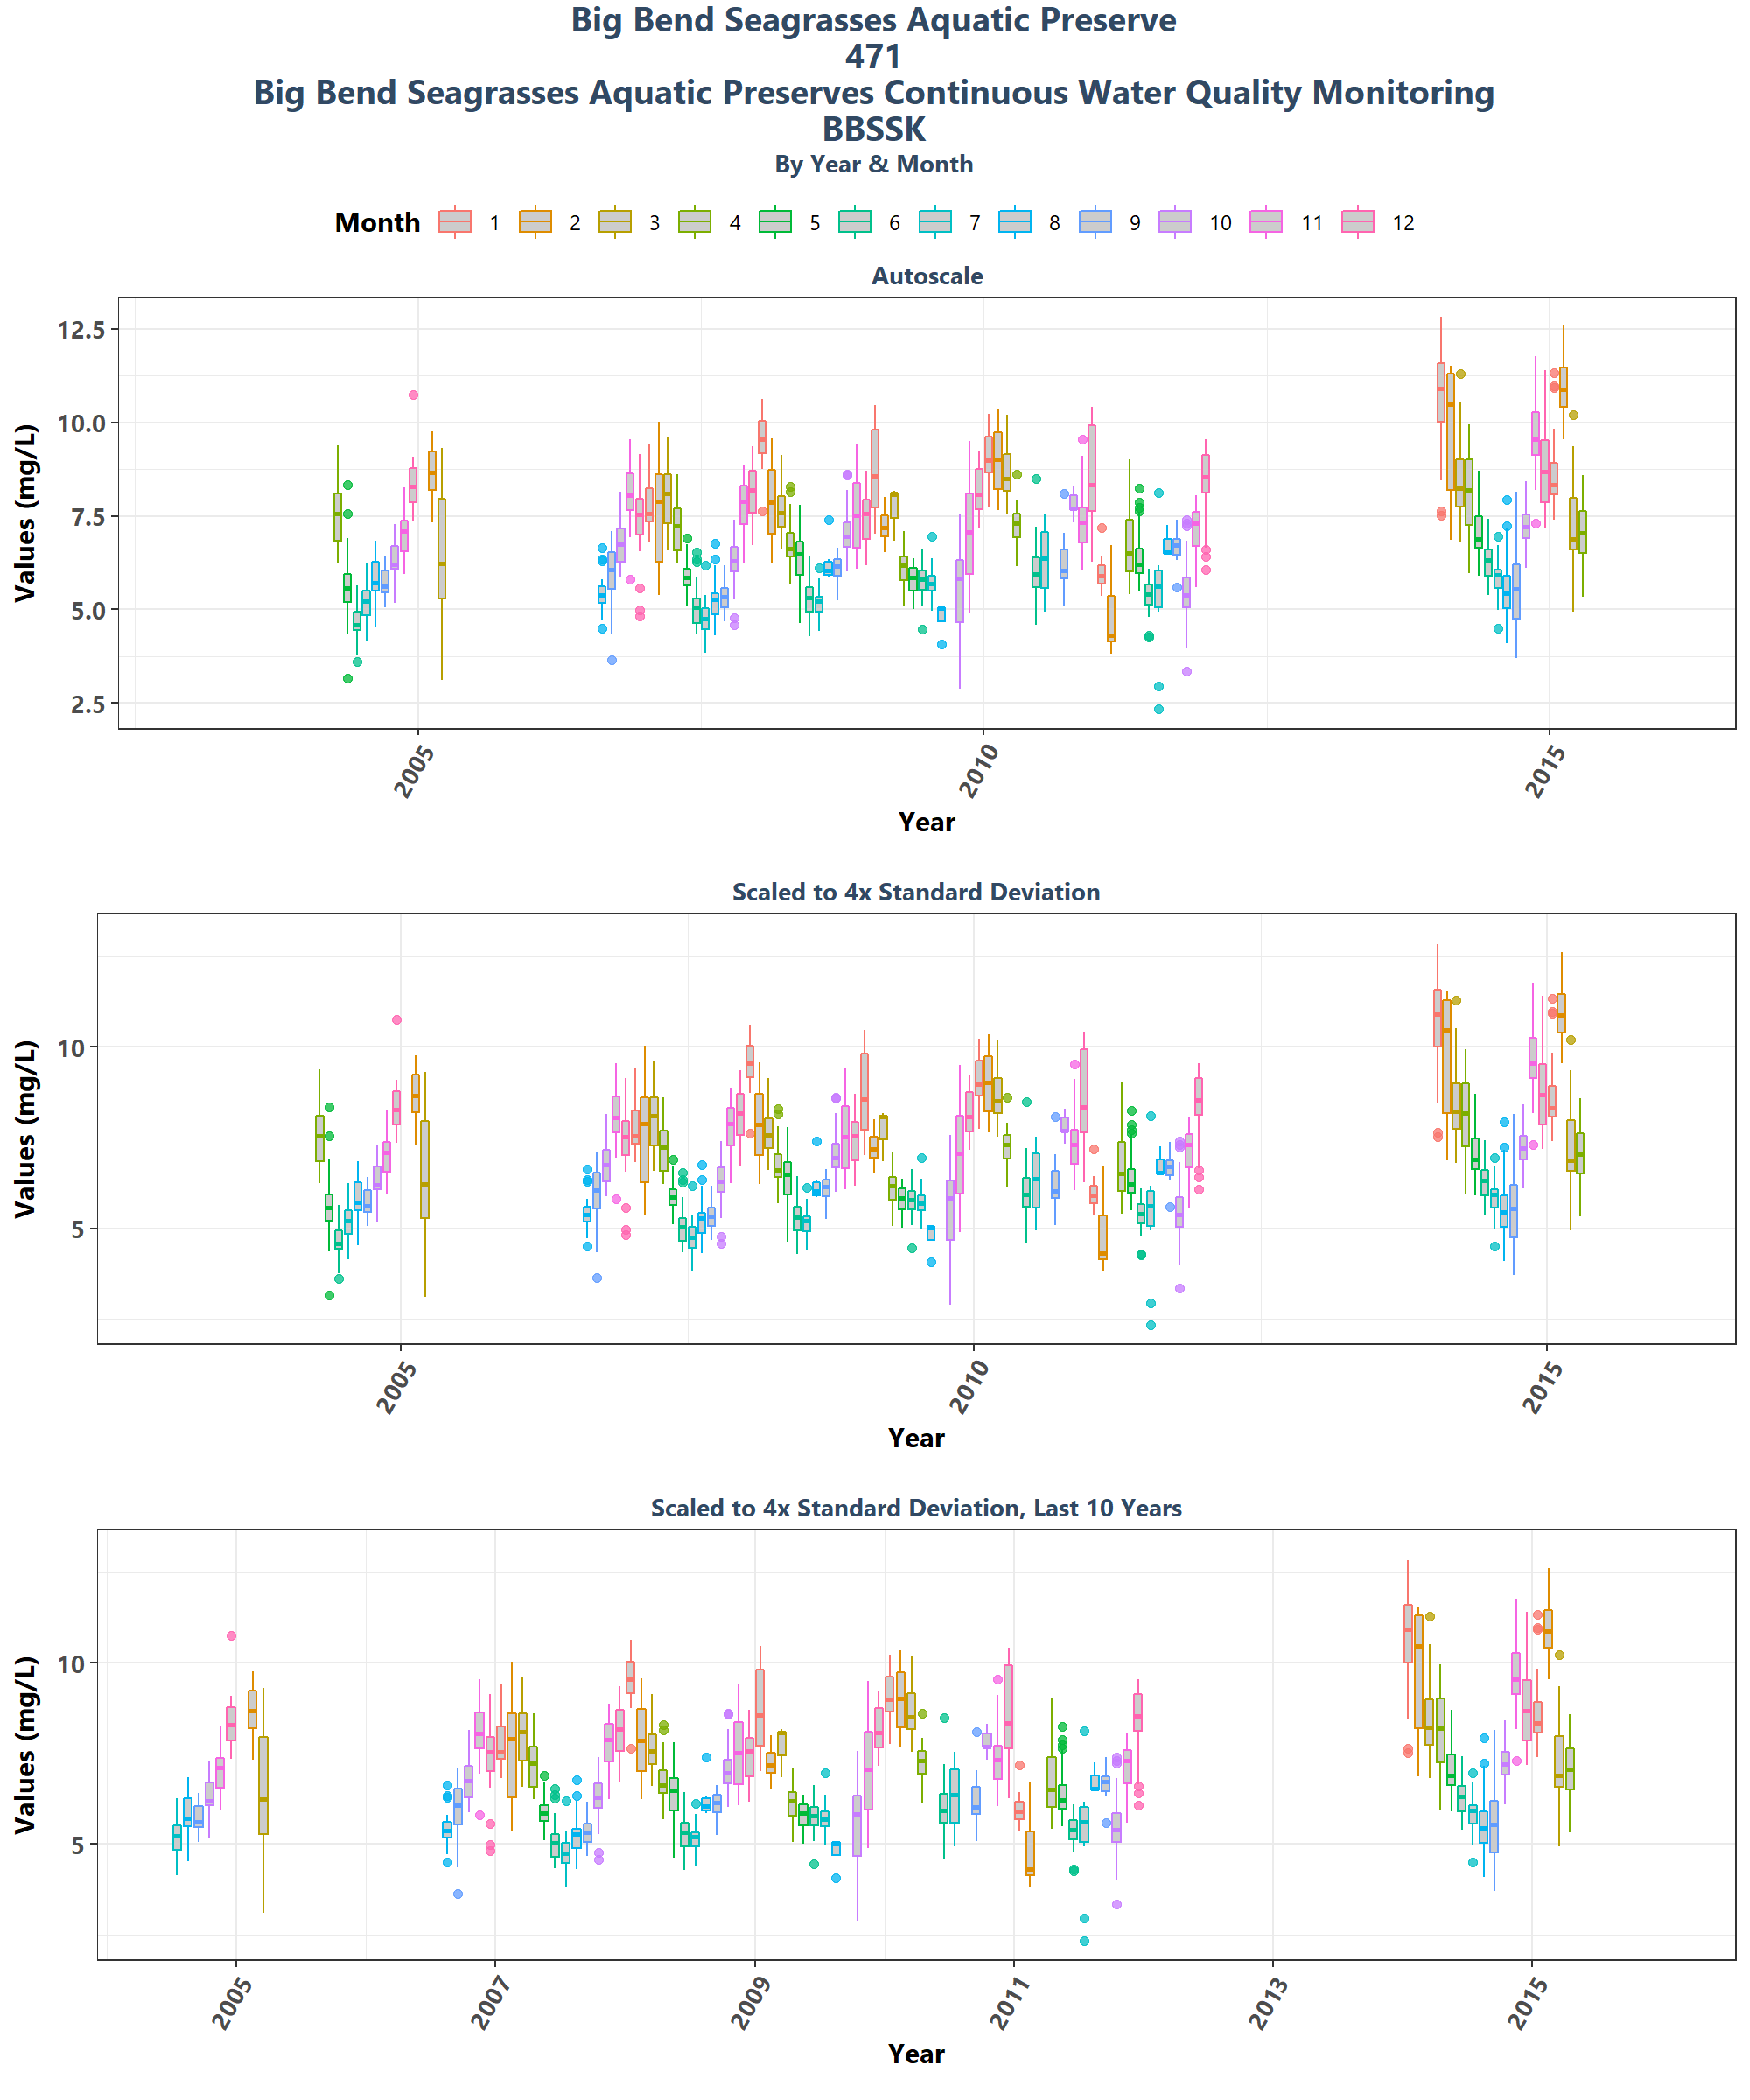 Big Bend Seagrasses Aquatic Preserve
471
Big Bend Seagrasses Aquatic Preserves Continuous Water Quality Monitoring
BBSSK
By Year & Month
Month 1 2 3 4 5 6 7 8 9 10 11 12
Autoscale
Values (mg/L)
12.5
10.0
7.5
5.0
2.5
2005 2010 2015
Year
Scaled to 4x Standard Deviation
Values (mg/L)
10
5
2005 2010 2015
Year
Scaled to 4x Standard Deviation, Last 10 Years
Values (mg/L)
10
5
2005 2007 2009 2011 2013 2015
Year